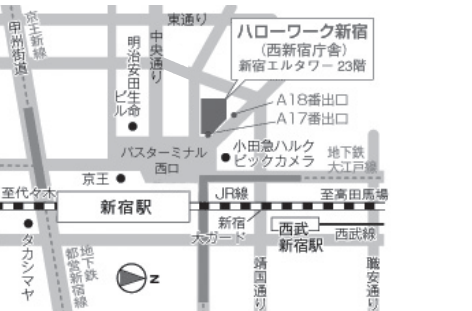 東通り
京王新線
甲州街道
中央通り
明治安田生命
ビル
ハローワーク新宿
(西新宿庁舎)
新宿エルタワー 23階
A18番出口
A17番出口
バスターミナル
西口
小田急ハルク
ビックカメラ
地下鉄
大江戸線
京王
至代々木
新宿駅
JR線
至高田馬場
新宿
大ガード
西武
新宿駅
西武線
タカシマヤ
地下鉄
都営新宿線
N
靖国通り
職安通り